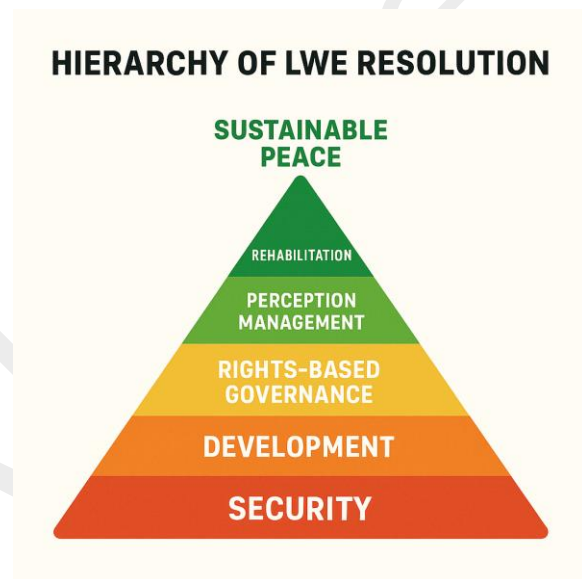 HIERARCHY OF LWE RESOLUTION
SUSTAINABLE
PEACE
REHABILITATION
PERCEPTION
MANAGEMENT
RIGHTS-BASED
GOVERNANCE
DEVELOPMENT
SECURITY